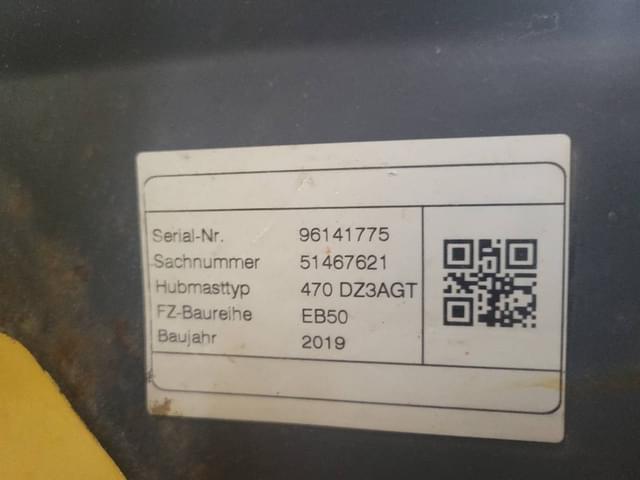 Serial-Nr. 96141775
Sachnummer 51467621
Hubmasttyp 470 DZ3AGT
FZ-Baureihe EB50
Baujahr 2019